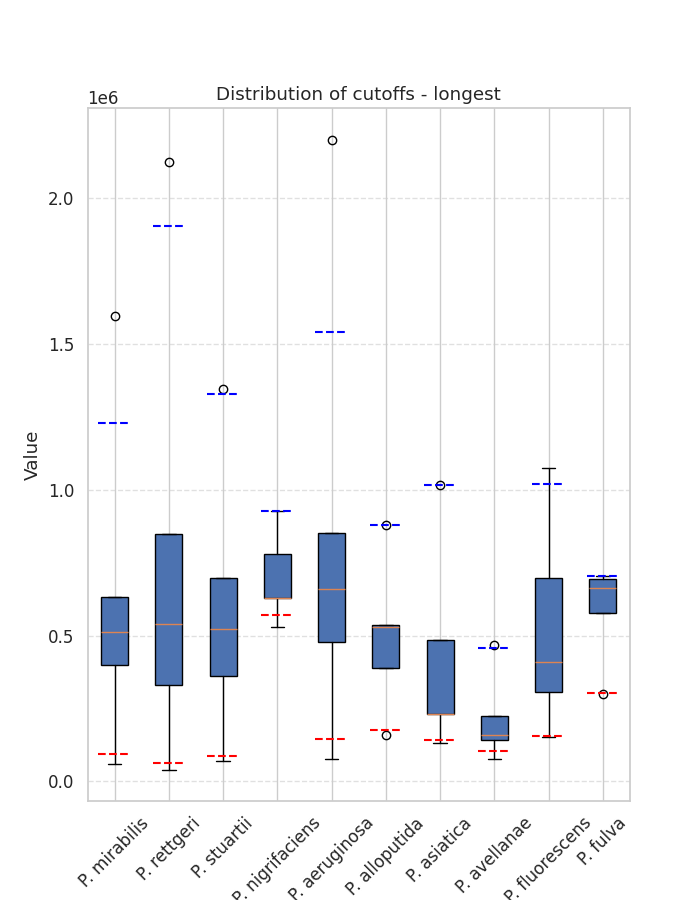 Distribution of cutoffs - longest
1e6
Value
2.0
1.5
1.0
0.5
0.0
P. mirabilis
P. rettgeri
P. stuartii
P. nigrifaciens
P. aeruginosa
P. alloputida
P. asiatica
P. avellanae
P. fluorescens
P. fulva